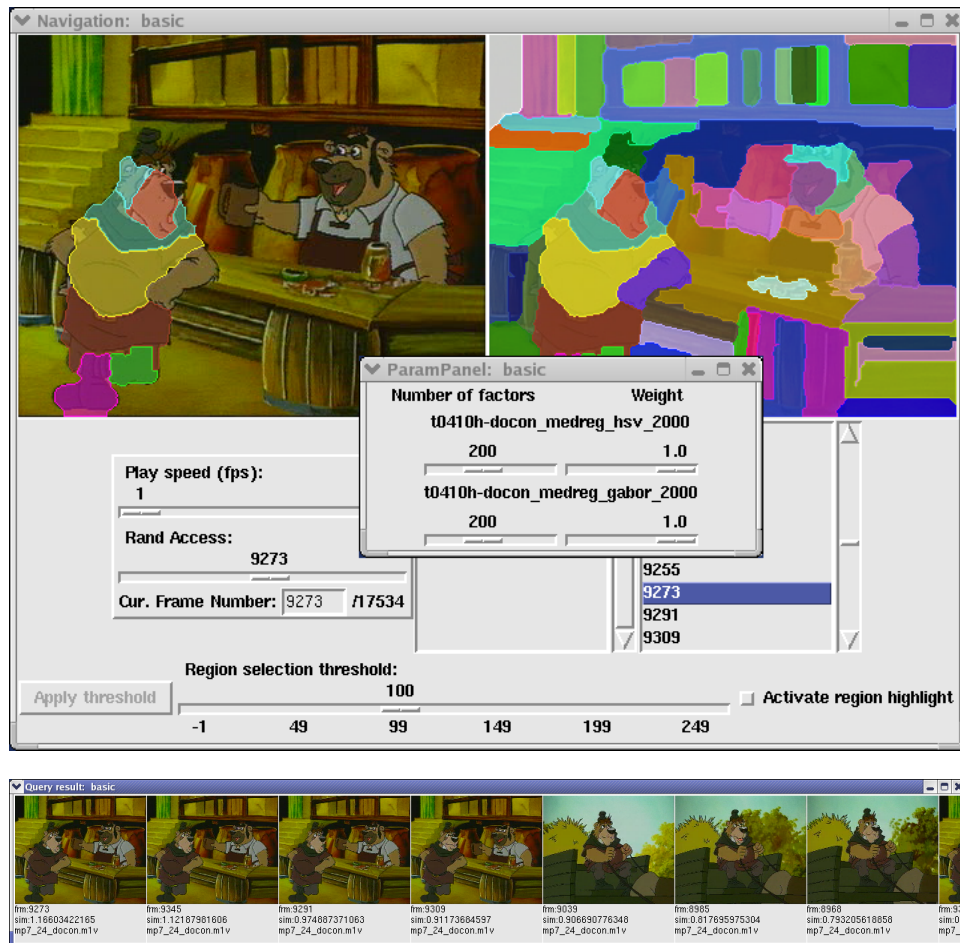 Navigation: basic
ParamPanel: basic
Number of factors Weight
t0410h-docon_medreg_hsv_2000
200 1.0
t0410h-docon_medreg_gabor_2000
200 1.0
Play speed (fps):
1
Rand Access:
9273
Cur. Frame Number: 9273 /17534
9255
9273
9291
9309
Region selection threshold:
Apply threshold
100
-1 49 99 149 199 249
Activate region highlight
Query result: basic
frm:9273 frm:9345 frm:9291 frm:9309 frm:9039 frm:8985 frm:8968
sim:1.16603422165 sim:1.12187981606 sim:0.974887371063 sim:0.91173684597 sim:0.906690776348 sim:0.817695975304 sim:0.793205618858
mp7_24_docon.m1v mp7_24_docon.m1v mp7_24_docon.m1v mp7_24_docon.m1v mp7_24_docon.m1v mp7_24_docon.m1v mp7_24_docon.m1v